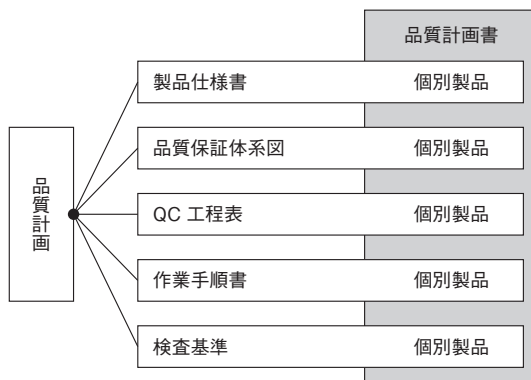 品質計画書
製品仕様書 個別製品
品質保証体系図 個別製品
品質計画
QC 工程表 個別製品
作業手順書 個別製品
検査基準 個別製品